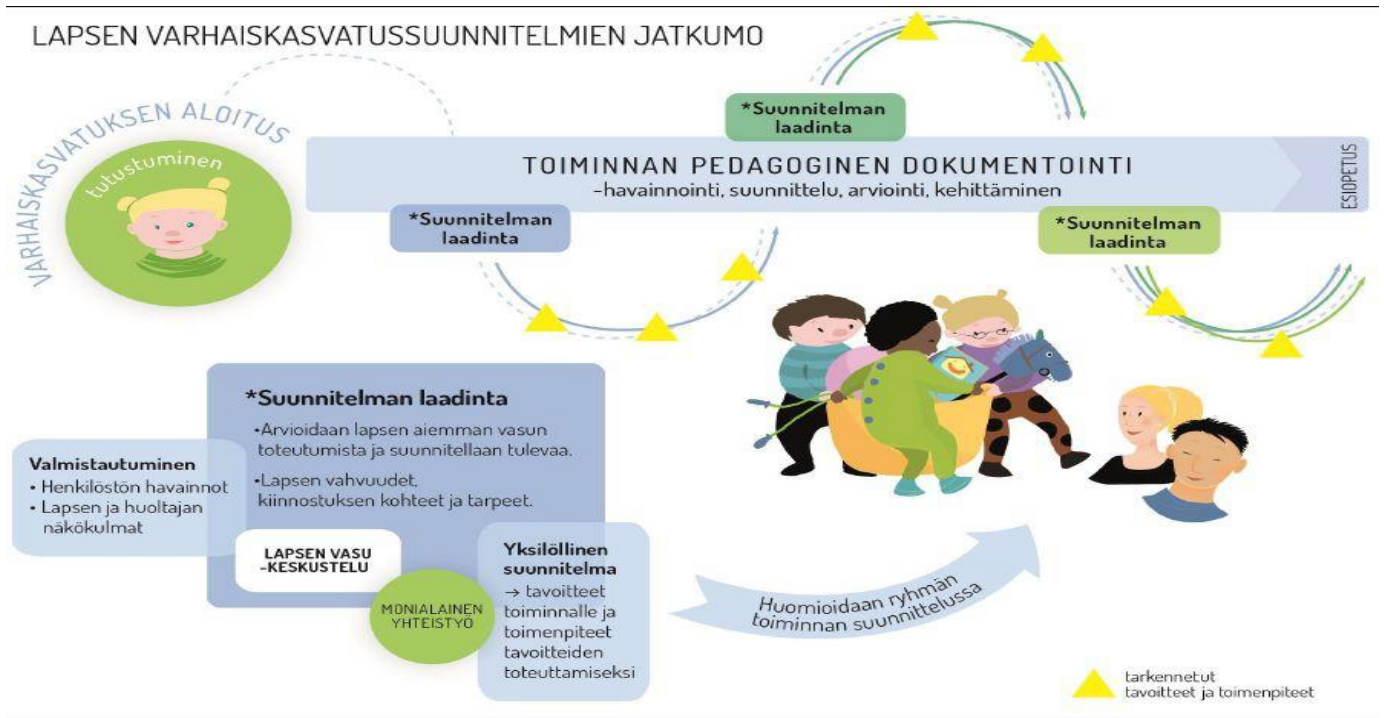 LAPSEN VARHAISKASVATUSSUUNNITELMIEN JATKUMO
VARHAISKASVATUKSEN ALOITUS
tutustuminen
*Suunnitelman
laadinta
TOIMINNAN PEDAGOGINEN DOKUMENTOINTI
-havainnointi, suunnittelu, arviointi, kehittäminen
ESIOPETUS
*Suunnitelman
laadinta
*Suunnitelman
laadinta
*Suunnitelman laadinta
•Arvioidaan lapsen aiemman vasun
toteutumista ja suunnitellaan tulevaa.
•Lapsen vahvuudet,
kiinnostuksen kohteet ja tarpeet.
Valmistautuminen
• Henkilöstön havainnot
• Lapsen ja huoltajan
näkökulmat
LAPSEN VASU
-KESKUSTELU
MONIALAINEN
YHTEISTYÖ
Yksilöllinen
suunnitelma
→ tavoitteet
toiminnalle ja
toimenpiteet
tavoitteiden
toteuttamiseksi
Huomioidaan ryhmän
toiminnan suunnittelussa
tarkennetut
tavoitteet ja toimenpiteet